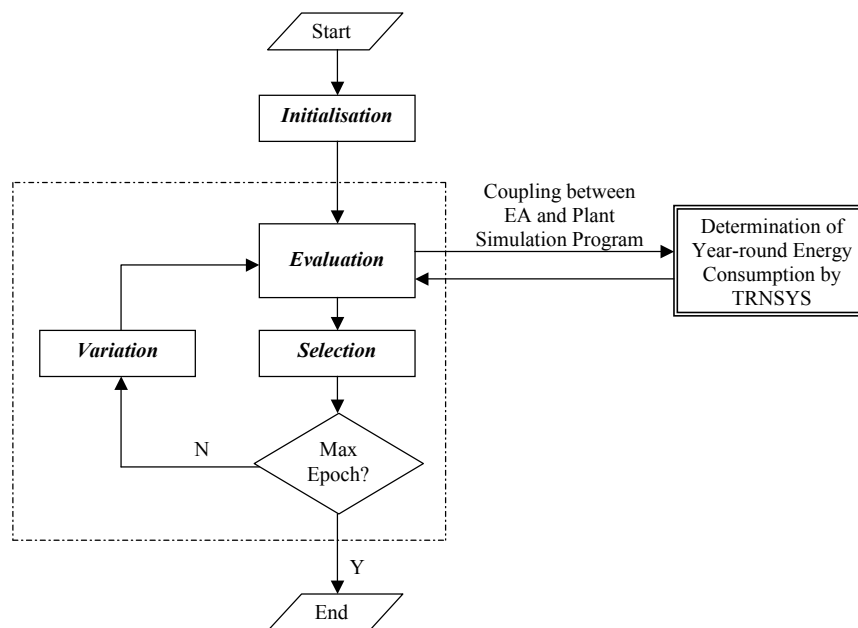 Start
Initialisation
Coupling between
EA and Plant
Simulation Program
Determination of
Year-round Energy
Consumption by
TRNSYS
Evaluation
Variation
Selection
N
Max
Epoch?
Y
End